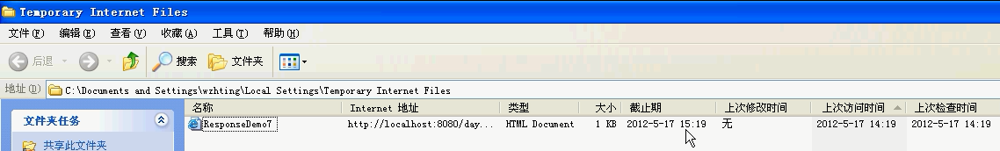 Temporary Internet Files
文件(F) 编辑(E) 查看(V) 收藏(A) 工具(T) 帮助(H)
后退 搜索 文件夹
地址(D) C:\Documents and Settings\wzhting\Local Settings\Temporary Internet Files
名称 Internet 地址 类型 大小 截止期 上次修改时间 上次访问时间 上次检查时间
文件夹任务
ResponseDemo7 http://localhost:8080/day... HTML Document 1 KB 2012-5-17 15:19 无 2012-5-17 14:19 2012-5-17 14:19
共享此文件夹